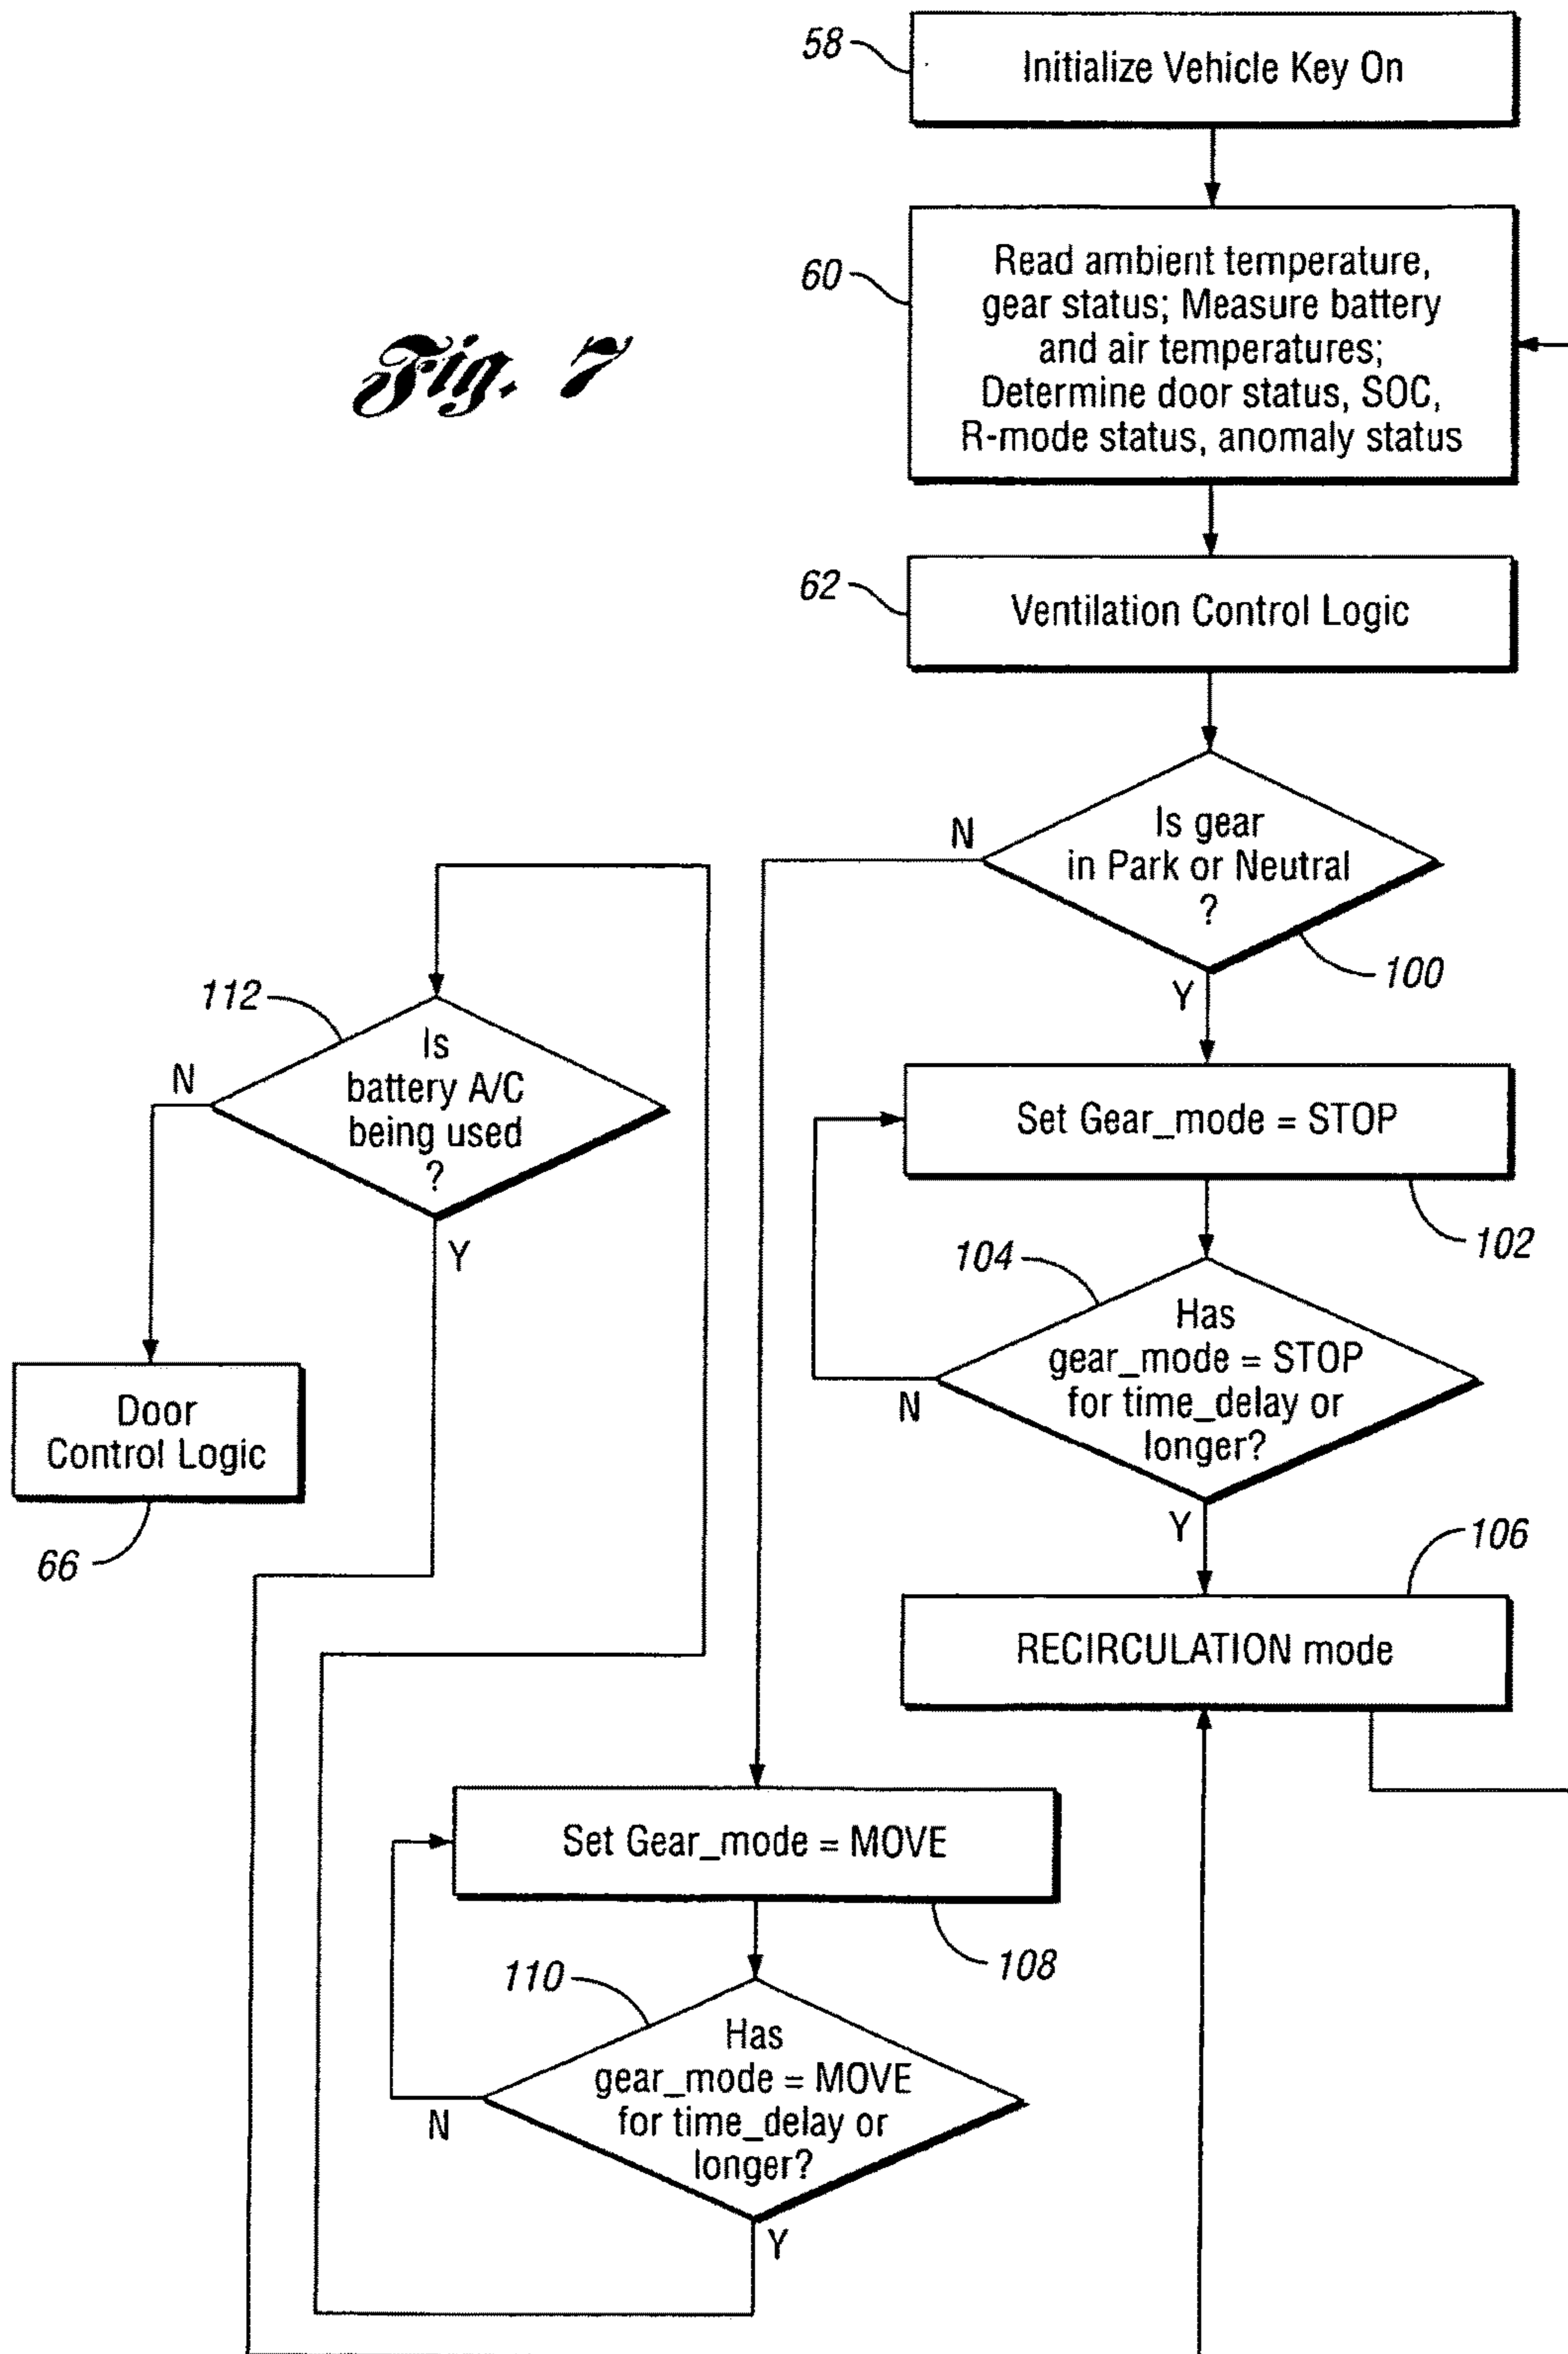 58
Initialize Vehicle Key On
60
Read ambient temperature,
gear status; Measure battery
and air temperatures;
Determine door status, SOC,
R-mode status, anomaly status
Fig. 7
62
Ventilation Control Logic
N
Is gear
in Park or Neutral
?
100
Y
112
N
Is
battery A/C
being used
?
Y
Set Gear_mode = STOP
102
104
Has
gear_mode = STOP
for time_delay or
longer?
N
Y
Door
Control Logic
66
106
RECIRCULATION mode
Set Gear_mode = MOVE
108
110
Has
gear_mode = MOVE
for time_delay or
longer?
N
Y